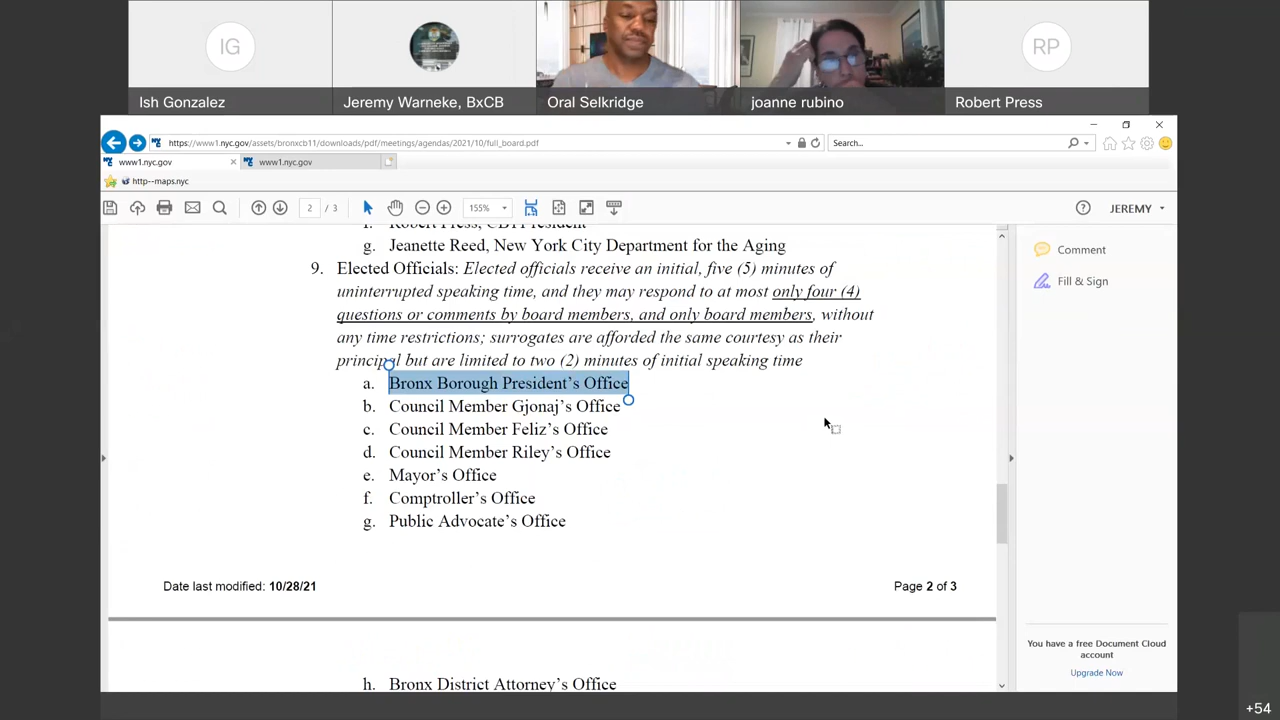 IG
RP
Ish Gonzalez
Jeremy Warneke, BxCB
Oral Selkridge
joanne rubino
Robert Press
https://www1.nyc.gov/assets/bronxcb11/downloads/pdf/meetings/agendas/2021/10/full_board.pdf
Search...
www1.nyc.gov
www1.nyc.gov
http--maps.nyc
2 / 3
155%
JEREMY
f. Robert Press, CB11 President
g. Jeanette Reed, New York City Department for the Aging
9. Elected Officials: Elected officials receive an initial, five (5) minutes of
uninterrupted speaking time, and they may respond to at most only four (4)
questions or comments by board members, and only board members, without
any time restrictions; surrogates are afforded the same courtesy as their
principal but are limited to two (2) minutes of initial speaking time
a. Bronx Borough President's Office
b. Council Member Gjonaj's Office
c. Council Member Feliz's Office
d. Council Member Riley's Office
e. Mayor's Office
f. Comptroller's Office
g. Public Advocate's Office
Date last modified: 10/28/21
Page 2 of 3
h. Bronx District Attorney's Office
Comment
Fill & Sign
You have a free Document Cloud
account
Upgrade Now
+54